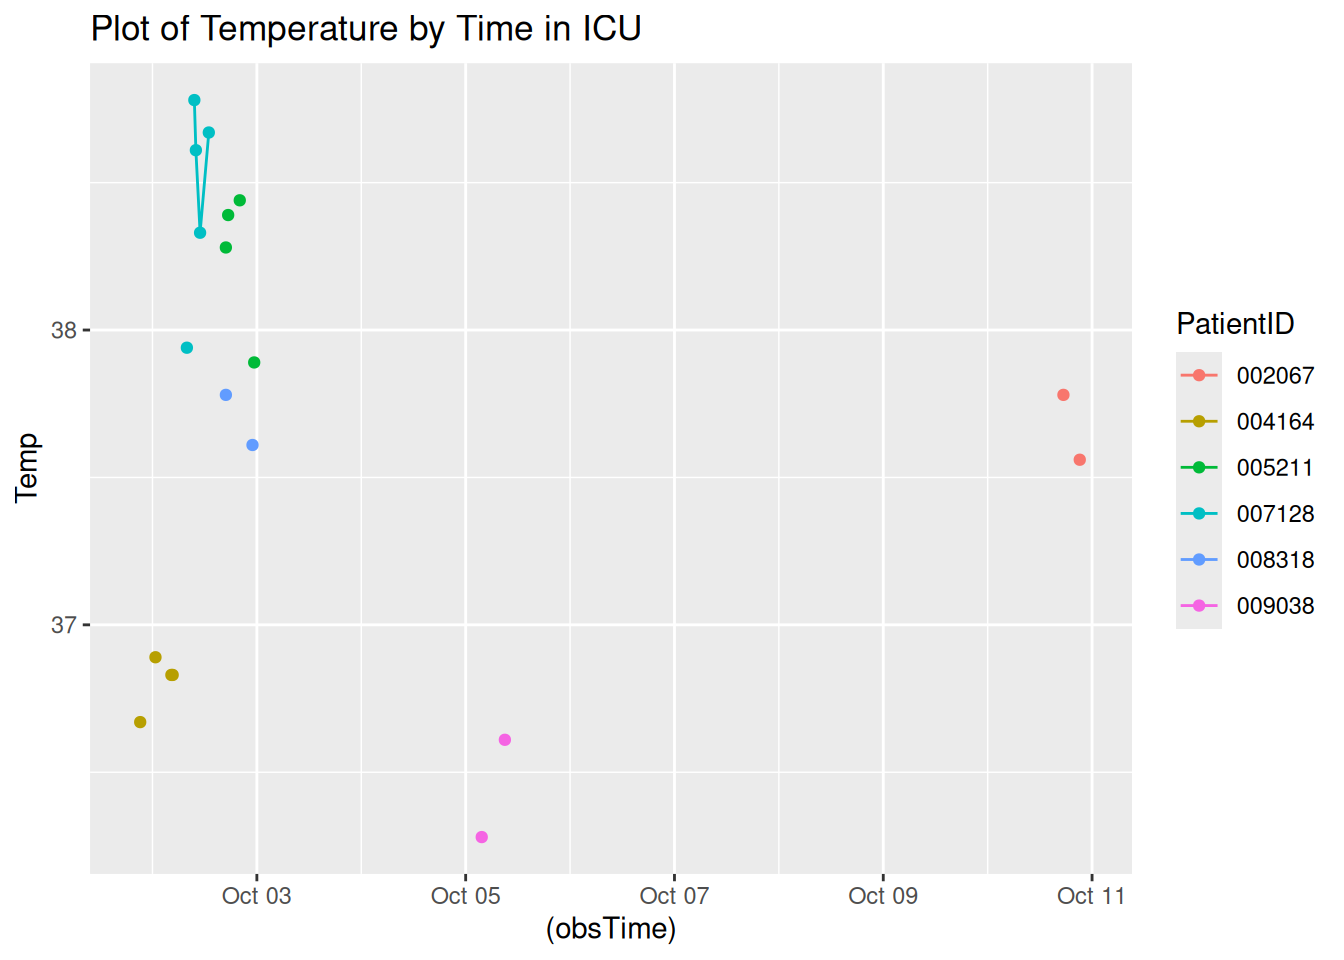 Plot of Temperature by Time in ICU
38
37
Temp
Oct 03
Oct 05
Oct 07
Oct 09
Oct 11
(obsTime)
PatientID
002067
004164
005211
007128
008318
009038